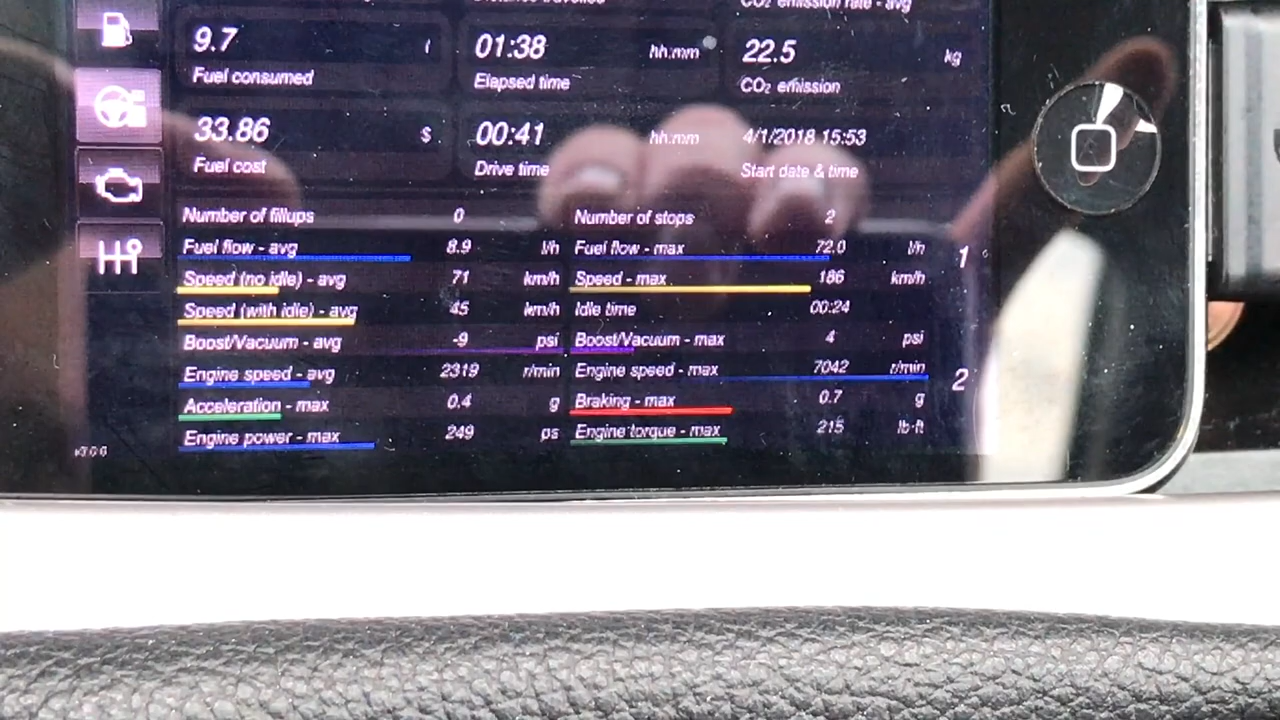 CO₂ emission rate - avg
9.7 l 01:38 hh:mm 22.5 kg
Fuel consumed Elapsed time CO₂ emission
33.86 $ 00:41 hh:mm 4/1/2018 15:53
Fuel cost Drive time Start date & time
Number of fillups 0 Number of stops 2
Fuel flow - avg 8.9 l/h Fuel flow - max 72.0 l/h 1
Speed (no idle) - avg 71 km/h Speed - max 186 km/h
Speed (with idle) - avg 45 km/h Idle time 00:24
Boost/Vacuum - avg -9 psi Boost/Vacuum - max 4 psi
Engine speed - avg 2319 r/min Engine speed - max 7042 r/min 2
Acceleration - max 0.4 g Braking - max 0.7 g
Engine power - max 249 ps Engine torque - max 215 lb·ft